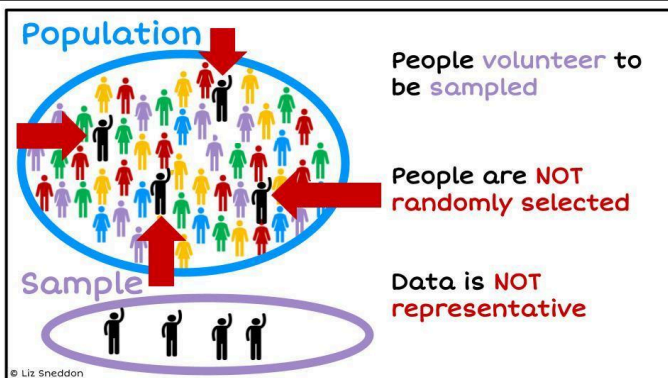 Population
People volunteer to
be sampled
People are NOT
randomly selected
Sample
Data is NOT
representative
© Liz Sneddon